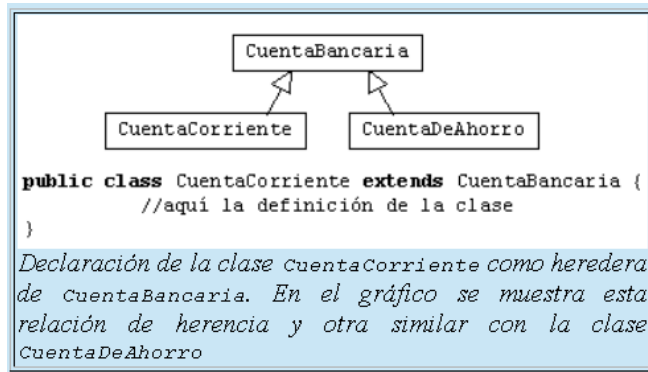 CuentaBancaria
CuentaCorriente CuentaDeAhorro
public class CuentaCorriente extends CuentaBancaria {
//aquí la definición de la clase
}
Declaración de la clase CuentaCorriente como heredera
de CuentaBancaria. En el gráfico se muestra esta
relación de herencia y otra similar con la clase
CuentaDeAhorro